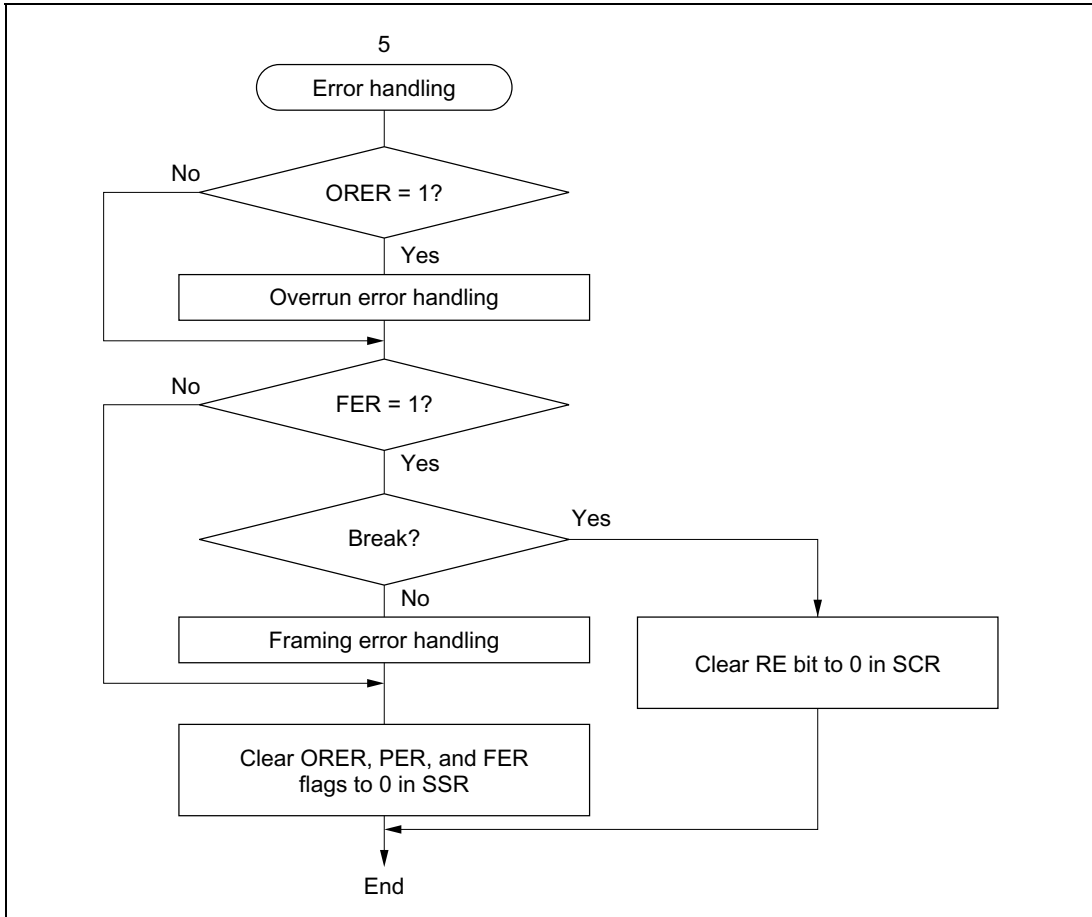 5
Error handling
No
ORER = 1?
Yes
Overrun error handling
No
FER = 1?
Yes
Break?
Yes
No
Framing error handling
Clear RE bit to 0 in SCR
Clear ORER, PER, and FER
flags to 0 in SSR
End